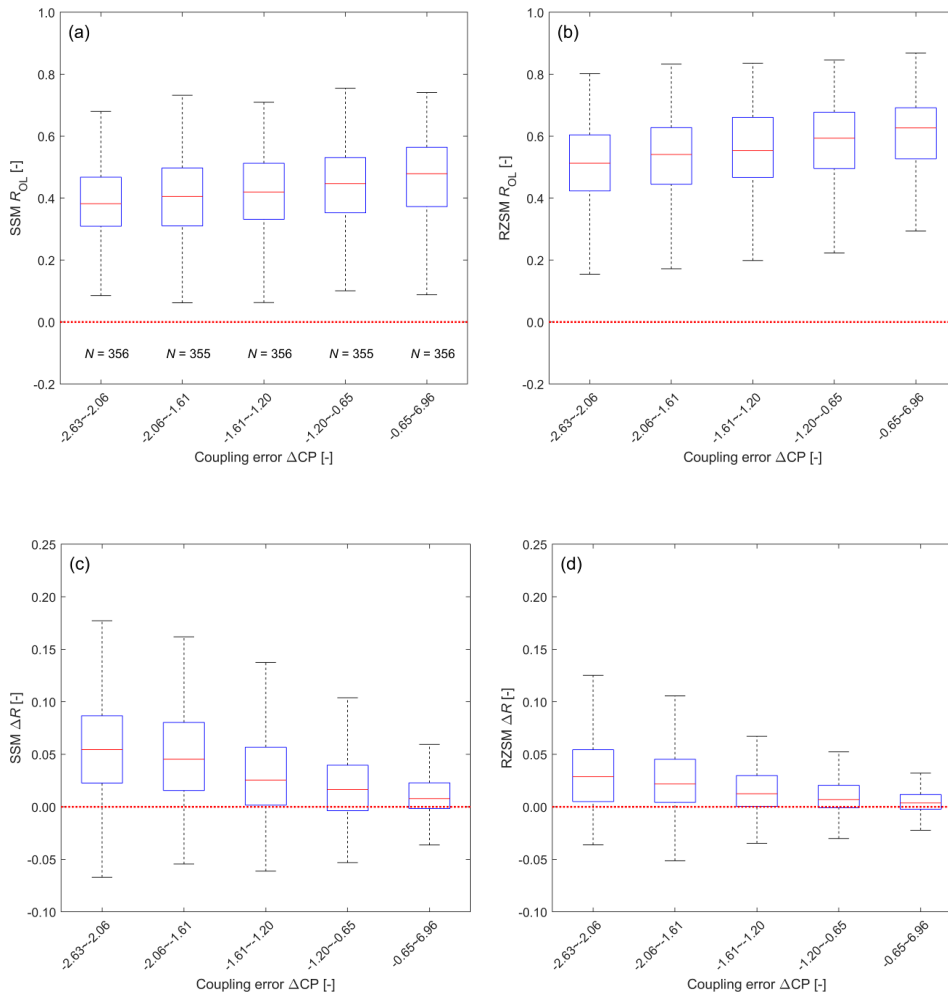 (a)
1.0
0.8
0.6
0.4
0.2
0.0
-0.2
SSM R_OL [-]
N = 356
N = 355
N = 356
N = 355
N = 356
-2.63~-2.06
-2.06~-1.61
-1.61~-1.20
-1.20~-0.65
-0.65~6.96
Coupling error ΔCP [-]
(b)
1.0
0.8
0.6
0.4
0.2
0.0
-0.2
RZSM R_OL [-]
-2.63~-2.06
-2.06~-1.61
-1.61~-1.20
-1.20~-0.65
-0.65~6.96
Coupling error ΔCP [-]
(c)
0.25
0.20
0.15
0.10
0.05
0.00
-0.05
-0.10
SSM ΔR [-]
-2.63~-2.06
-2.06~-1.61
-1.61~-1.20
-1.20~-0.65
-0.65~6.96
Coupling error ΔCP [-]
(d)
0.25
0.20
0.15
0.10
0.05
0.00
-0.05
-0.10
RZSM ΔR [-]
-2.63~-2.06
-2.06~-1.61
-1.61~-1.20
-1.20~-0.65
-0.65~6.96
Coupling error ΔCP [-]